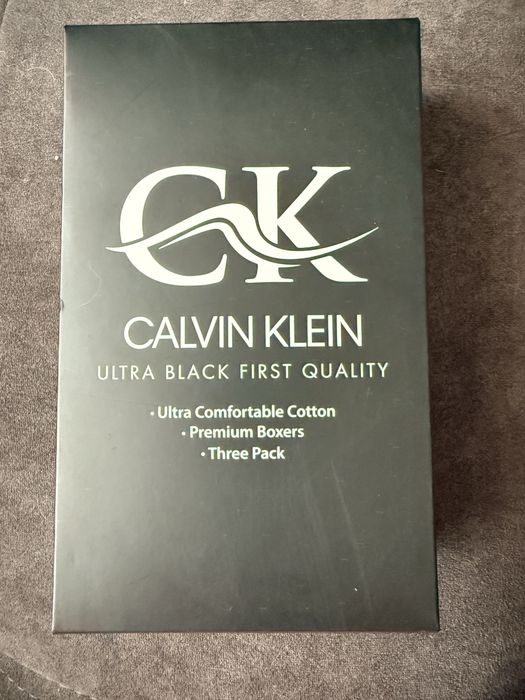 CK
CALVIN KLEIN
ULTRA BLACK FIRST QUALITY
• Ultra Comfortable Cotton
• Premium Boxers
• Three Pack